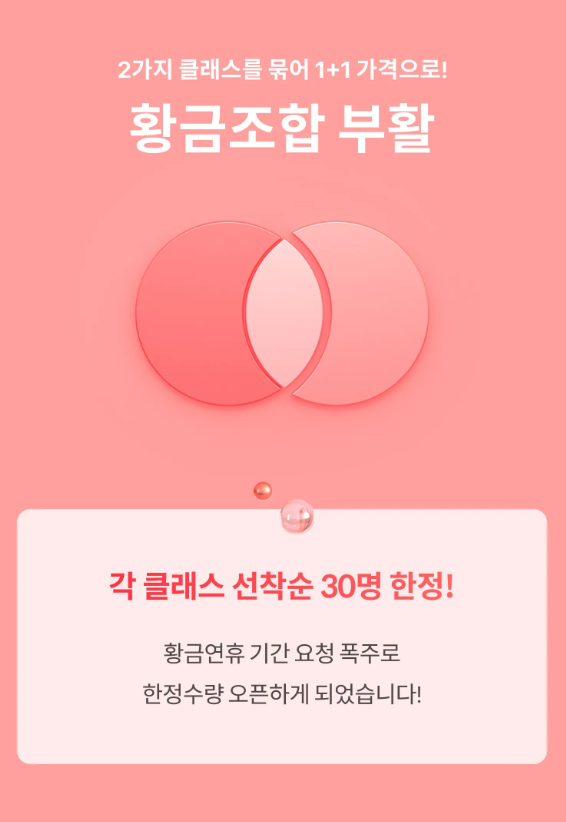 2가지 클래스를 묶어 1+1 가격으로!
황금조합 부활
각 클래스 선착순 30명 한정!
황금연휴 기간 요청 폭주로
한정수량 오픈하게 되었습니다!